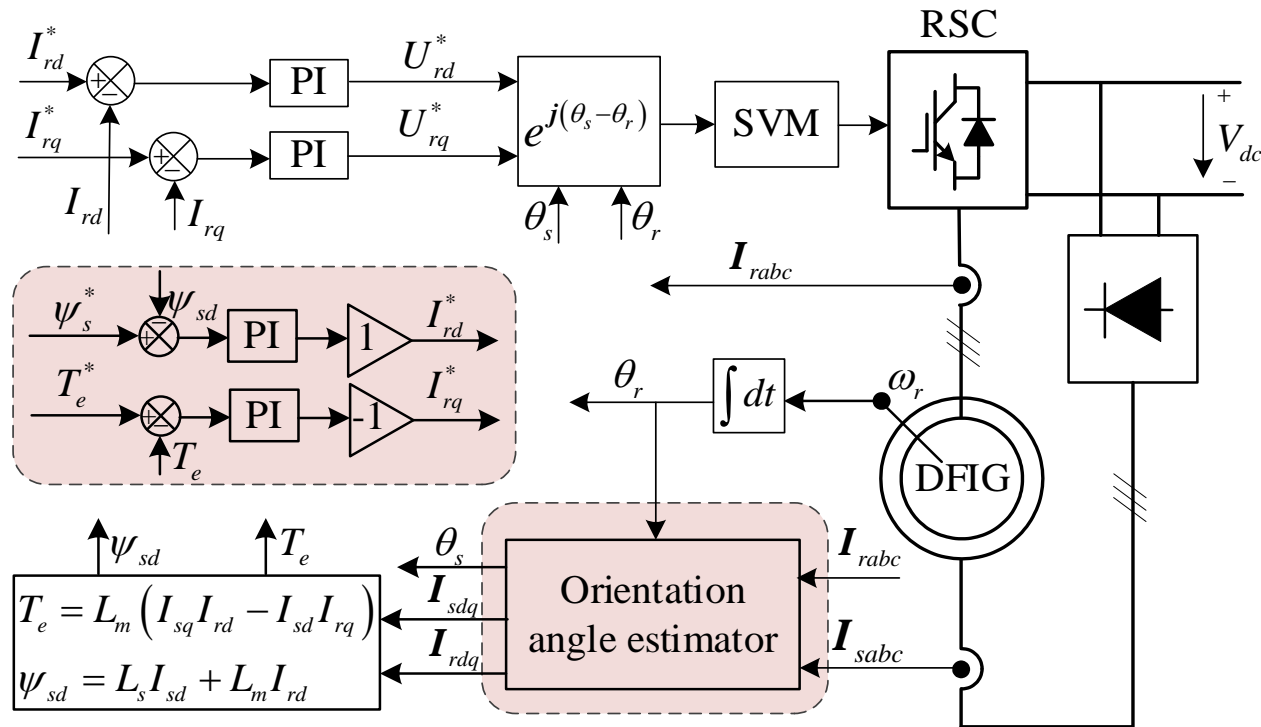 RSC
I*rd
+
−
PI
U*rd
I*rq
+
−
PI
U*rq
e^j(θs−θr)
SVM
+
Vdc
−
Ird
Irq
θs
θr
Irabc
ψ*s
+
−
ψsd
PI
1
I*rd
T*e
+
−
Te
PI
-1
I*rq
θr
∫dt
ωr
DFIG
ψsd
Te
Te = Lm(IsqIrd − IsdIrq)
ψsd = LsIsd + LmIrd
θs
Isdq
Irdq
Orientation
angle estimator
Irabc
Isabc